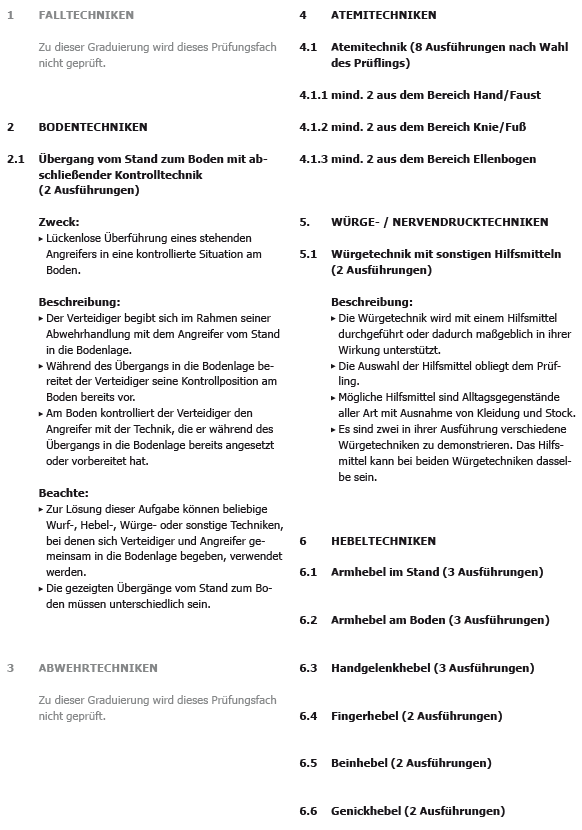 1 FALLTECHNIKEN
Zu dieser Graduierung wird dieses Prüfungsfach
nicht geprüft.
2 BODENTECHNIKEN
2.1 Übergang vom Stand zum Boden mit ab-
schließender Kontrolltechnik
(2 Ausführungen)
Zweck:
▸ Lückenlose Überführung eines stehenden
Angreifers in eine kontrollierte Situation am
Boden.
Beschreibung:
▸ Der Verteidiger begibt sich im Rahmen seiner
Abwehrhandlung mit dem Angreifer vom Stand
in die Bodenlage.
▸ Während des Übergangs in die Bodenlage be-
reitet der Verteidiger seine Kontrollposition am
Boden bereits vor.
▸ Am Boden kontrolliert der Verteidiger den
Angreifer mit der Technik, die er während des
Übergangs in die Bodenlage bereits angesetzt
oder vorbereitet hat.
Beachte:
▸ Zur Lösung dieser Aufgabe können beliebige
Wurf-, Hebel-, Würge- oder sonstige Techniken,
bei denen sich Verteidiger und Angreifer ge-
meinsam in die Bodenlage begeben, verwendet
werden.
▸ Die gezeigten Übergänge vom Stand zum Bo-
den müssen unterschiedlich sein.
3 ABWEHRTECHNIKEN
Zu dieser Graduierung wird dieses Prüfungsfach
nicht geprüft.
4 ATEMITECHNIKEN
4.1 Atemitechnik (8 Ausführungen nach Wahl
des Prüflings)
4.1.1 mind. 2 aus dem Bereich Hand/Faust
4.1.2 mind. 2 aus dem Bereich Knie/Fuß
4.1.3 mind. 2 aus dem Bereich Ellenbogen
5. WÜRGE- / NERVENDRUCKTECHNIKEN
5.1 Würgetechnik mit sonstigen Hilfsmitteln
(2 Ausführungen)
Beschreibung:
▸ Die Würgetechnik wird mit einem Hilfsmittel
durchgeführt oder dadurch maßgeblich in ihrer
Wirkung unterstützt.
▸ Die Auswahl der Hilfsmittel obliegt dem Prüf-
ling.
▸ Mögliche Hilfsmittel sind Alltagsgegenstände
aller Art mit Ausnahme von Kleidung und Stock.
▸ Es sind zwei in ihrer Ausführung verschiedene
Würgetechniken zu demonstrieren. Das Hilfs-
mittel kann bei beiden Würgetechniken dassel-
be sein.
6 HEBELTECHNIKEN
6.1 Armhebel im Stand (3 Ausführungen)
6.2 Armhebel am Boden (3 Ausführungen)
6.3 Handgelenkhebel (3 Ausführungen)
6.4 Fingerhebel (2 Ausführungen)
6.5 Beinhebel (2 Ausführungen)
6.6 Genickhebel (2 Ausführungen)